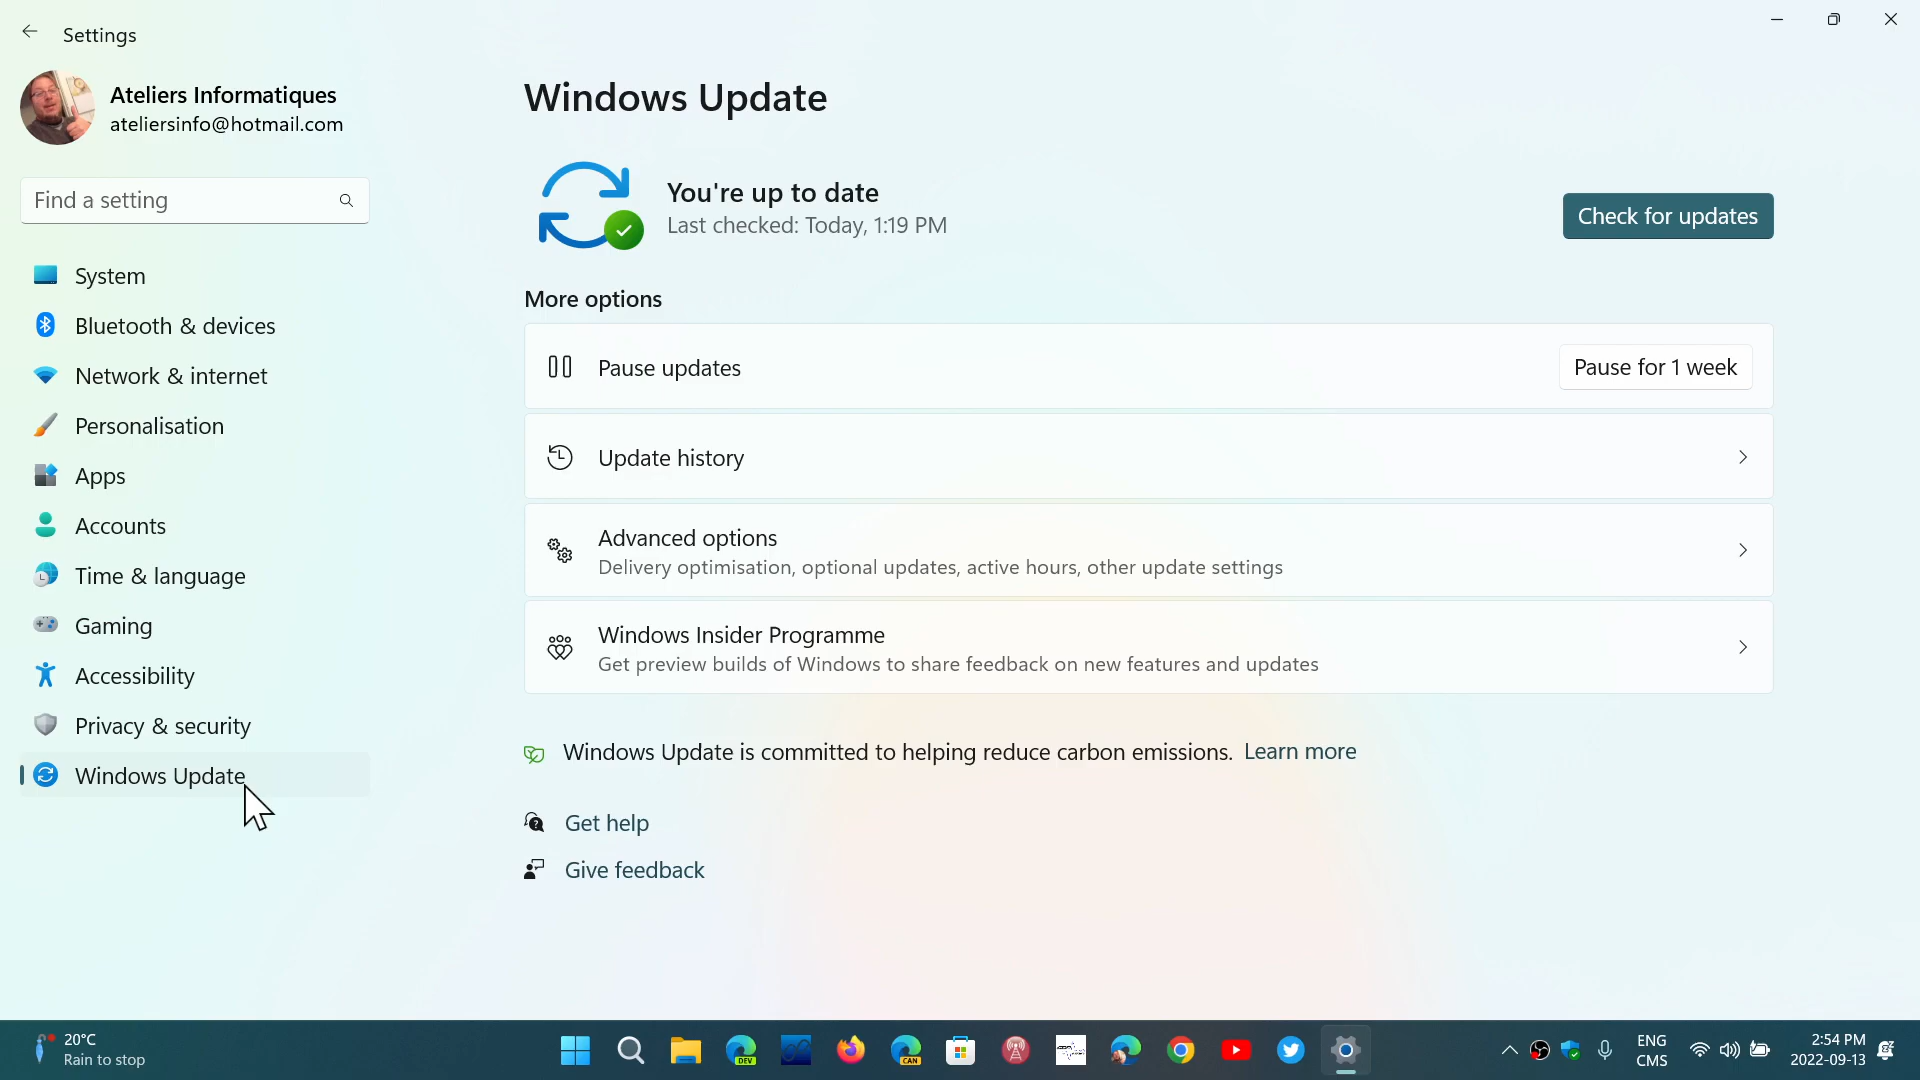 Settings
Ateliers Informatiques
ateliersinfo@hotmail.com
Find a setting
System
Bluetooth & devices
Network & internet
Personalisation
Apps
Accounts
Time & language
Gaming
Accessibility
Privacy & security
Windows Update
Windows Update
You're up to date
Last checked: Today, 1:19 PM
Check for updates
More options
Pause updates
Pause for 1 week
Update history
Advanced options
Delivery optimisation, optional updates, active hours, other update settings
Windows Insider Programme
Get preview builds of Windows to share feedback on new features and updates
Windows Update is committed to helping reduce carbon emissions. Learn more
Get help
Give feedback
20°C
Rain to stop
DEV
CAN
ENG
CMS
2:54 PM
2022-09-13